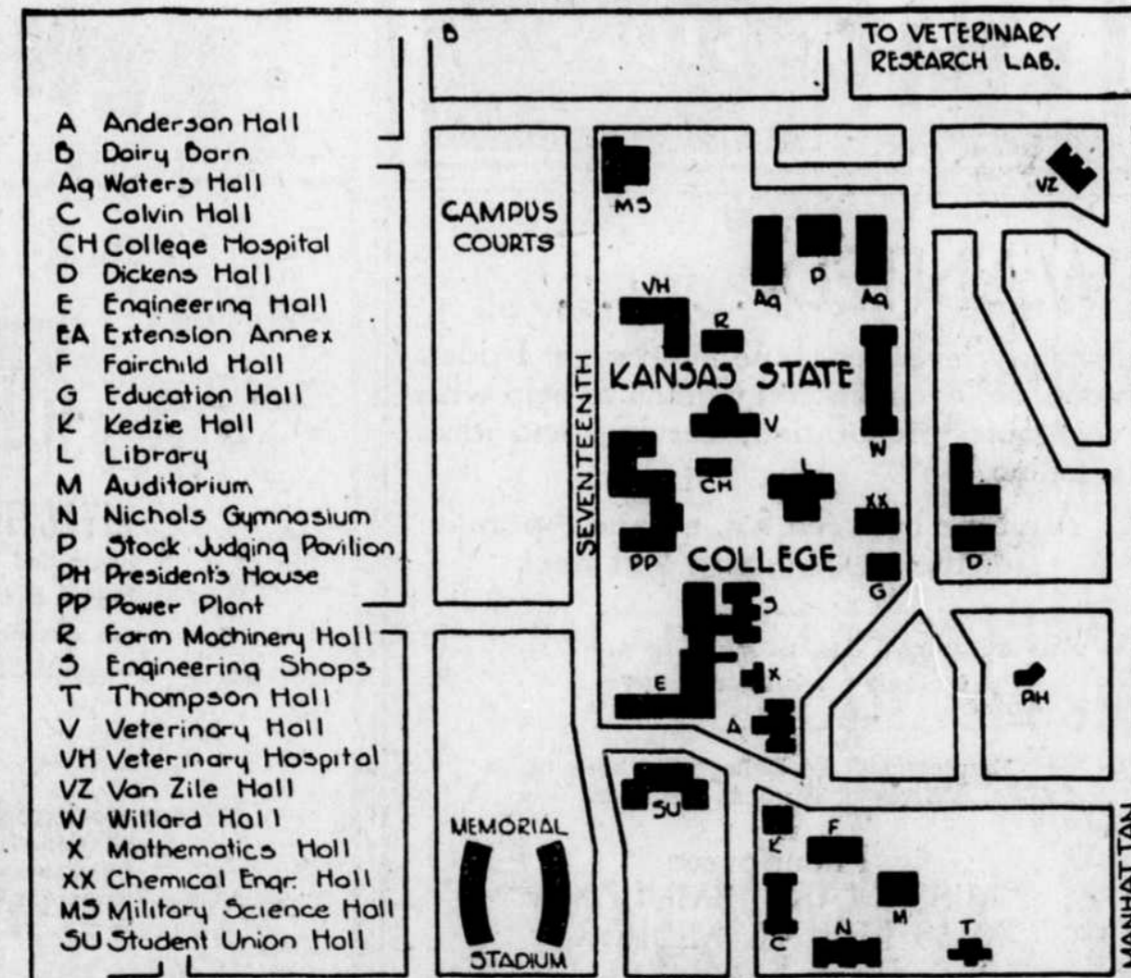 B
TO VETERINARY
RESEARCH LAB.
A Anderson Hall
B Dairy Barn
Ag Waters Hall
C Calvin Hall
CH College Hospital
D Dickens Hall
E Engineering Hall
EA Extension Annex
F Fairchild Hall
G Education Hall
K Kedzie Hall
L Library
M Auditorium
N Nichols Gymnasium
P Stock Judging Pavilion
PH President's House
PP Power Plant
R Farm Machinery Hall
S Engineering Shops
T Thompson Hall
V Veterinary Hall
VH Veterinary Hospital
VZ Van Zile Hall
W Willard Hall
X Mathematics Hall
XX Chemical Engr. Hall
MS Military Science Hall
SU Student Union Hall
VZ
MS
CAMPUS
COURTS
P
Ag
Ag
VH
R
KANSAS STATE
V
W
SEVENTEENTH
CH
L
XX
PP
COLLEGE
D
G
S
X
PH
E
A
SU
MEMORIAL
STADIUM
K
F
C
M
N
T
MANHATTAN